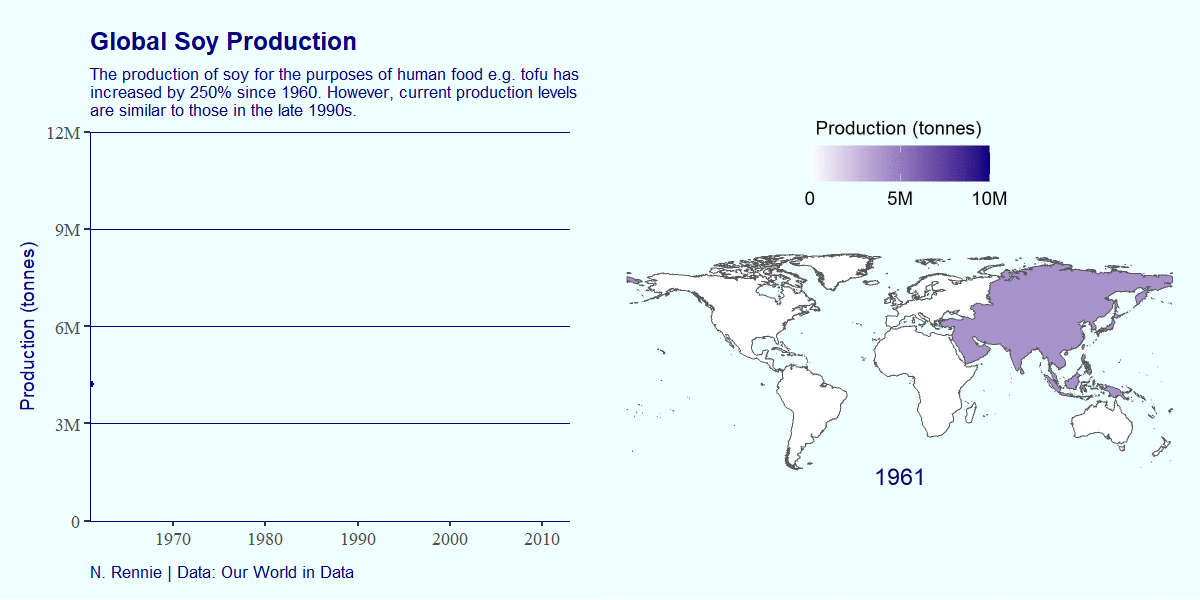 Global Soy Production
The production of soy for the purposes of human food e.g. tofu has
increased by 250% since 1960. However, current production levels
are similar to those in the late 1990s.
12M
9M
6M
3M
0
Production (tonnes)
1970
1980
1990
2000
2010
N. Rennie | Data: Our World in Data
Production (tonnes)
0
5M
10M
1961